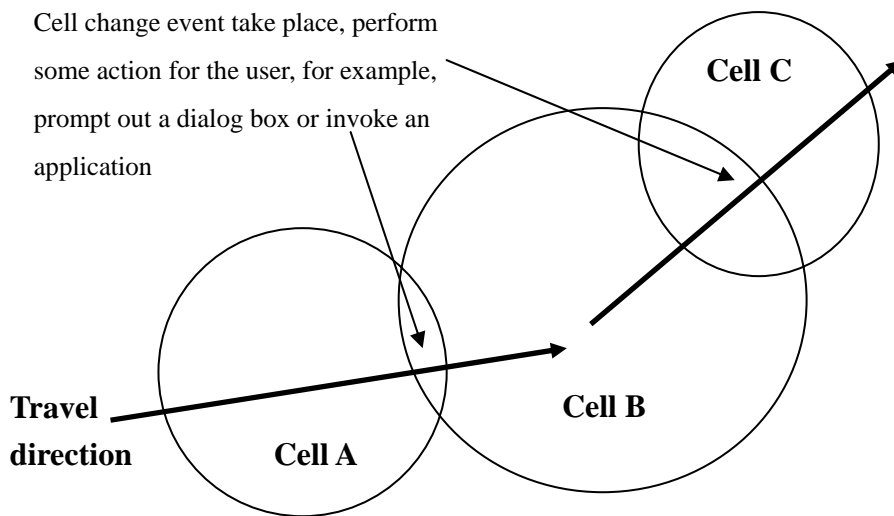 Cell change event take place, perform
some action for the user, for example,
prompt out a dialog box or invoke an
application
Cell C
Cell B
Travel
direction
Cell A